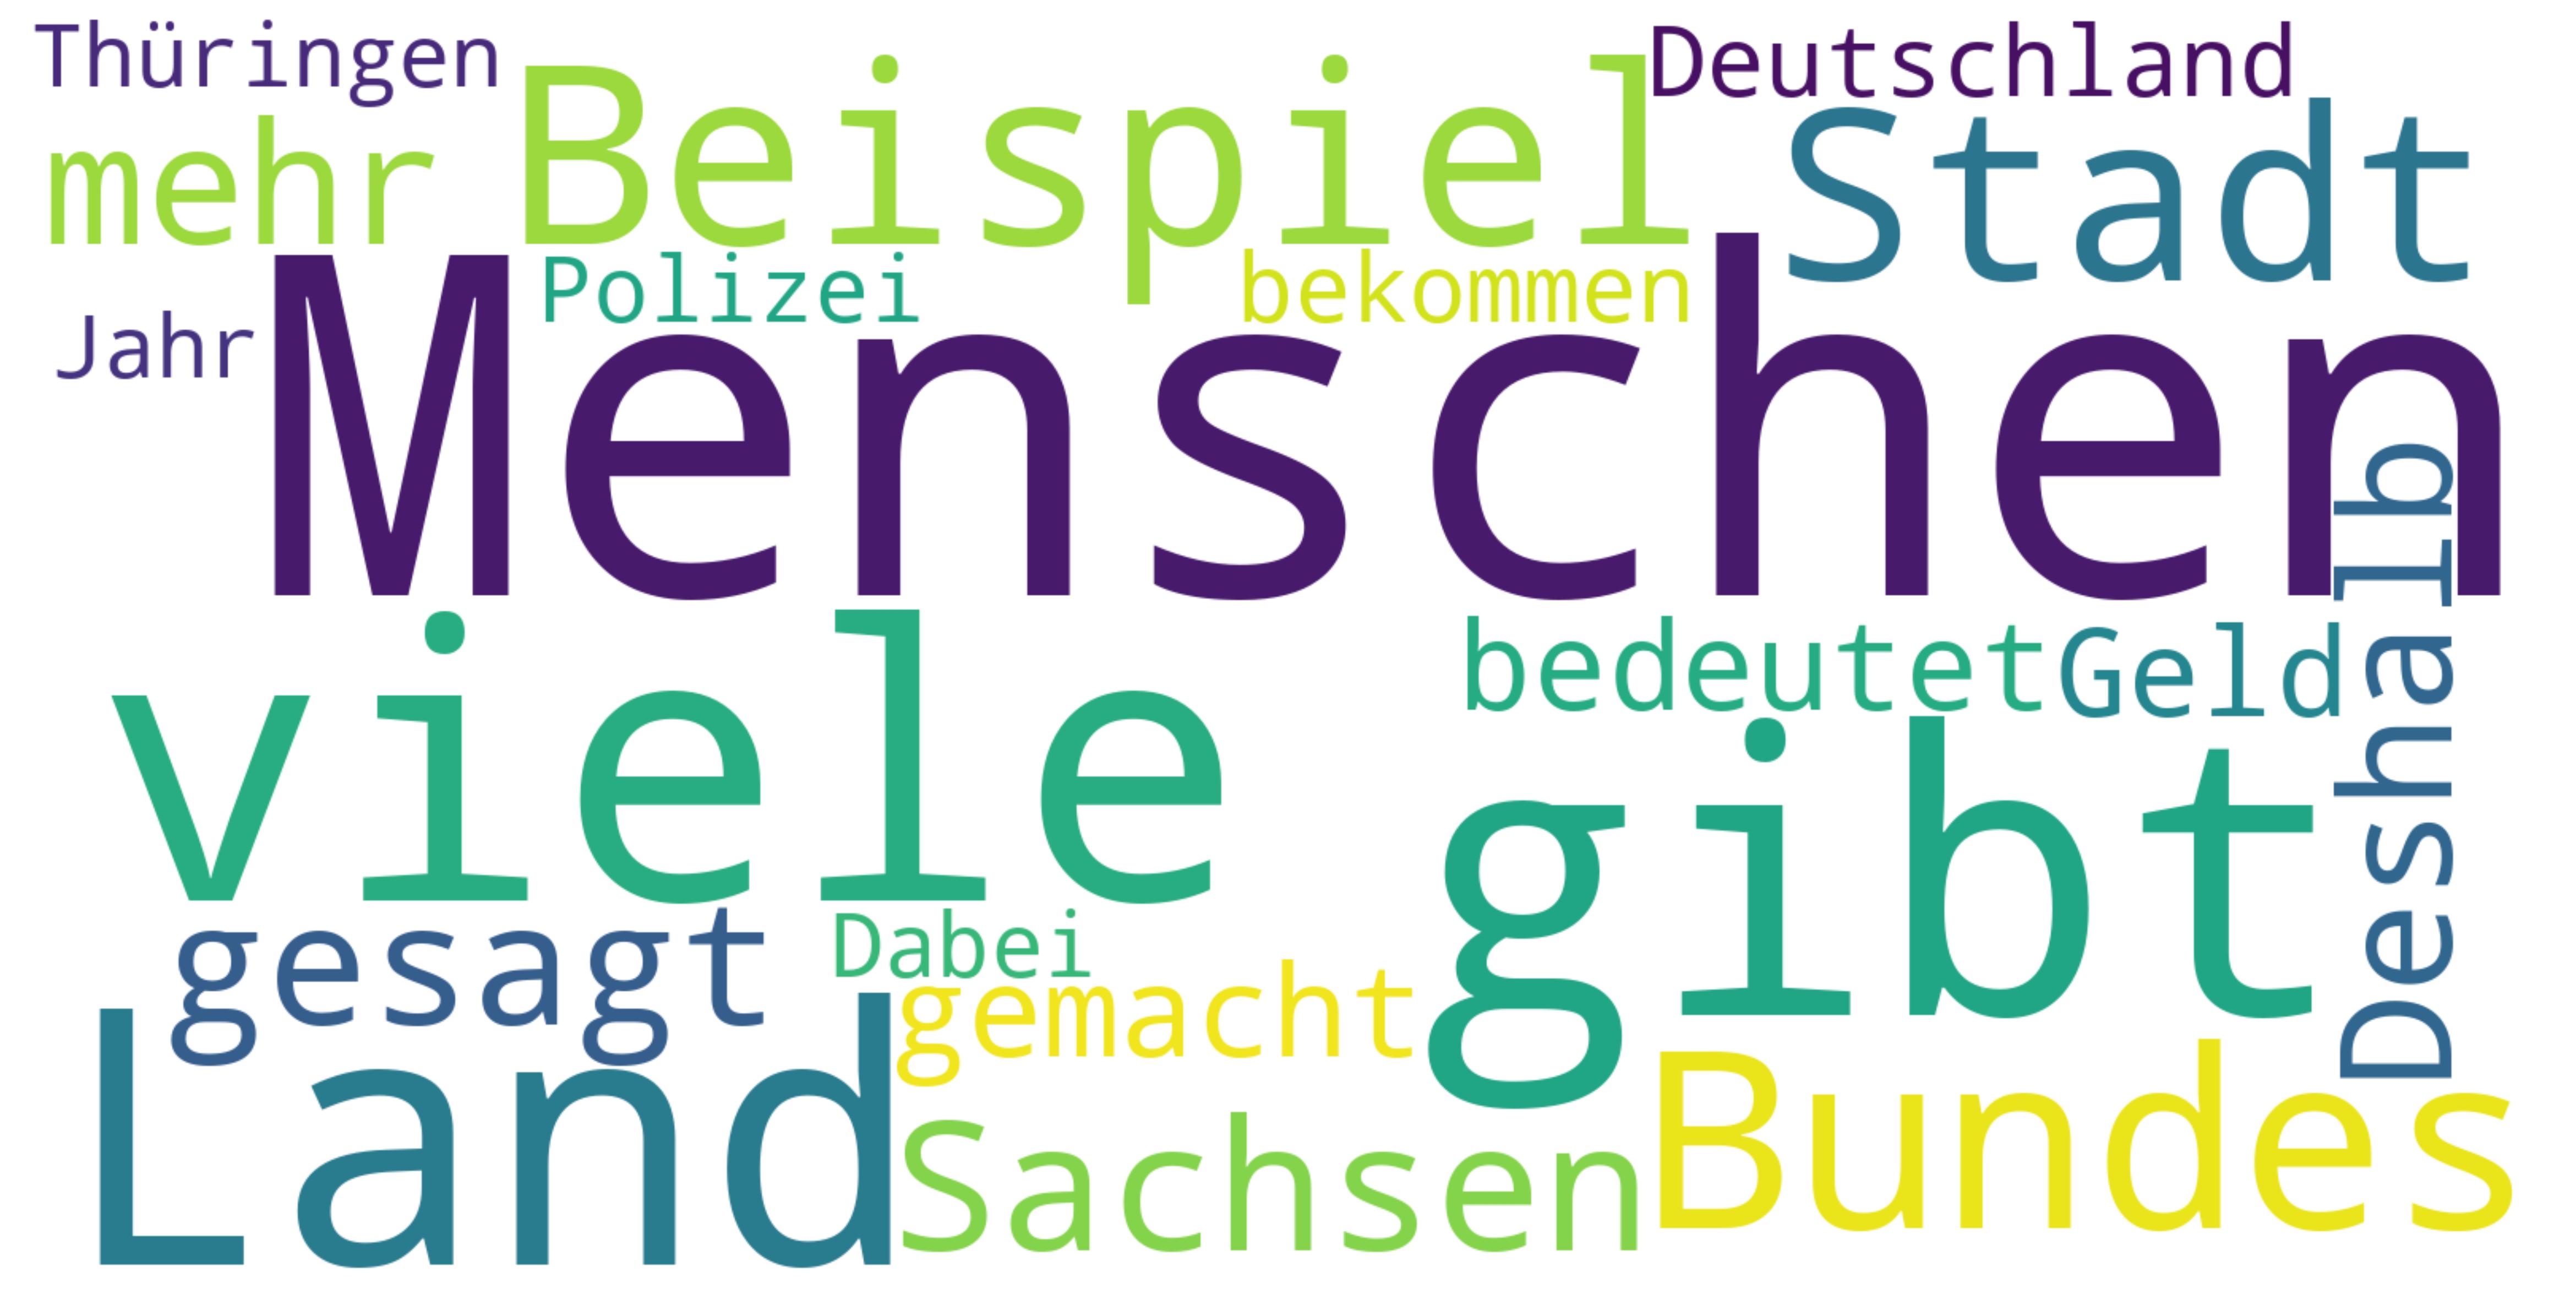 Thüringen
Deutschland
mehr
Beispiel
Stadt
Polizei
bekommen
Jahr
Menschen
viele
bedeutet
Geld
Deshalb
gibt
gesagt
Dabei
gemacht
Land
Sachsen
Bundes